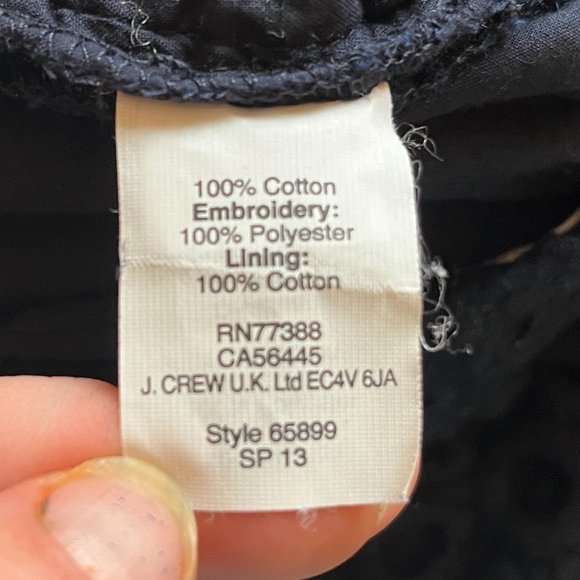 100% Cotton
Embroidery:
100% Polyester
Lining:
100% Cotton
RN77388
CA56445
J. CREW U.K. Ltd EC4V 6JA
Style 65899
SP 13